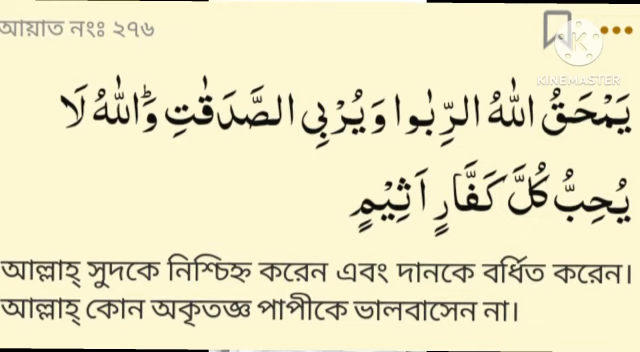 আয়াত নংঃ ২৭৬
KINEMASTER
يَمْحَقُ اللّٰهُ الرِّبٰوا وَيُرْبِى الصَّدَقٰتِ ؕ وَاللّٰهُ لَا
يُحِبُّ كُلَّ كَفَّارٍ اَثِيْمٍ
আল্লাহ্ সুদকে নিশ্চিহ্ন করেন এবং দানকে বর্ধিত করেন।
আল্লাহ্ কোন অকৃতজ্ঞ পাপীকে ভালবাসেন না।